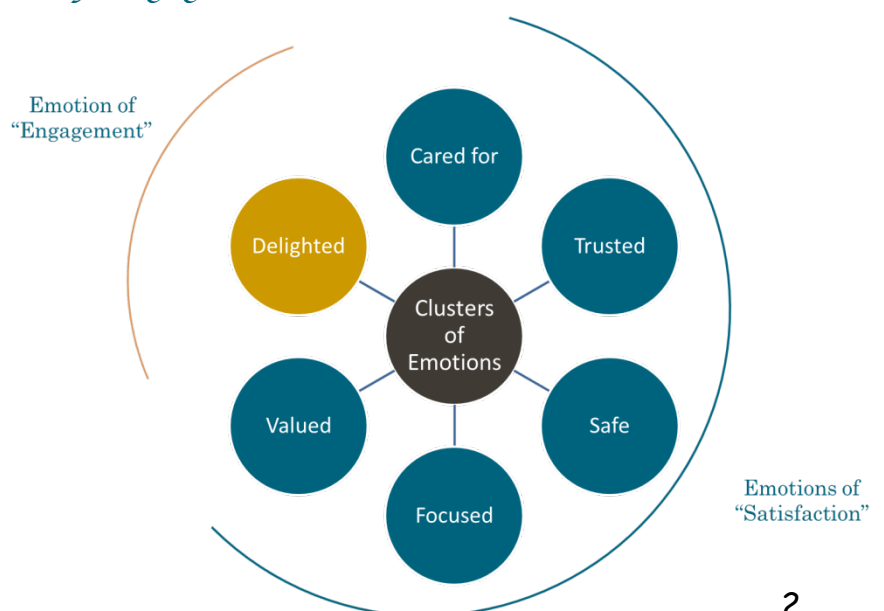 Emotion of
“Engagement”
Cared for
Delighted
Trusted
Clusters
of
Emotions
Valued
Safe
Focused
Emotions of
“Satisfaction”
2